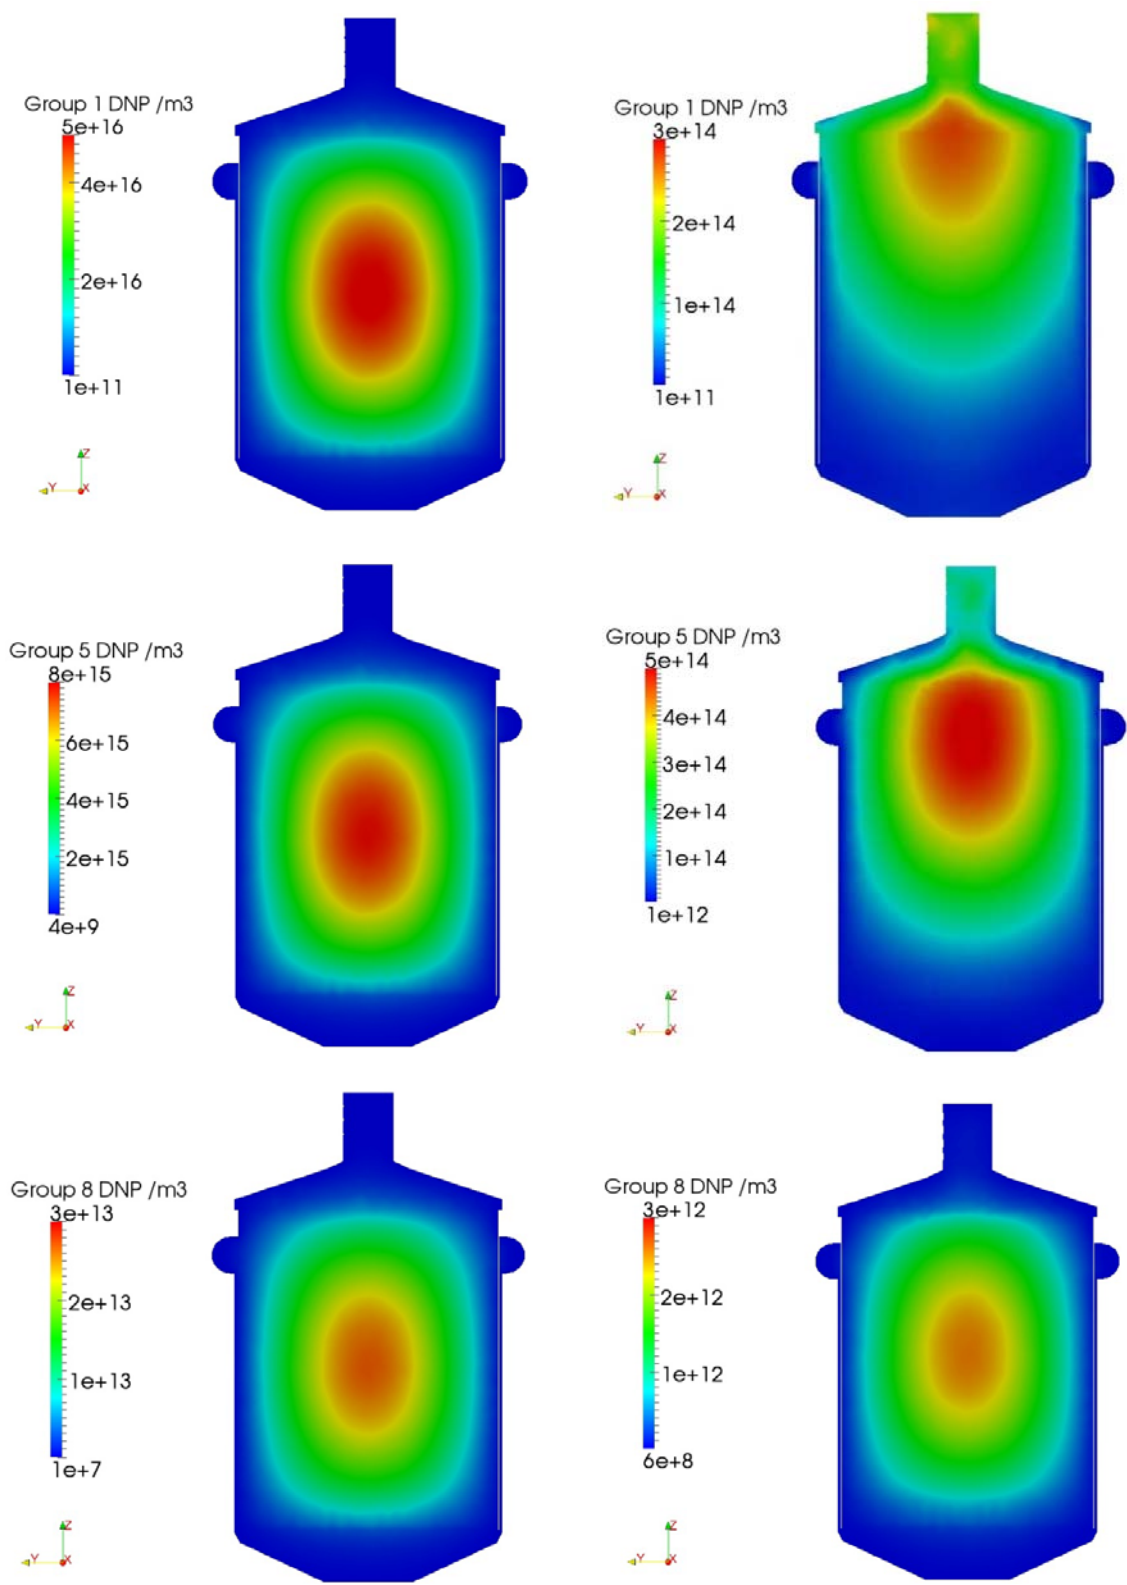 Group 1 DNP /m3
5e+16
4e+16
2e+16
1e+11
Z
Y
X
Group 1 DNP /m3
3e+14
2e+14
1e+14
1e+11
Z
Y
X
Group 5 DNP /m3
8e+15
6e+15
4e+15
2e+15
4e+9
Z
Y
X
Group 5 DNP /m3
5e+14
4e+14
3e+14
2e+14
1e+14
1e+12
Z
Y
X
Group 8 DNP /m3
3e+13
2e+13
1e+13
1e+7
Z
Y
X
Group 8 DNP /m3
3e+12
2e+12
1e+12
6e+8
Z
Y
X